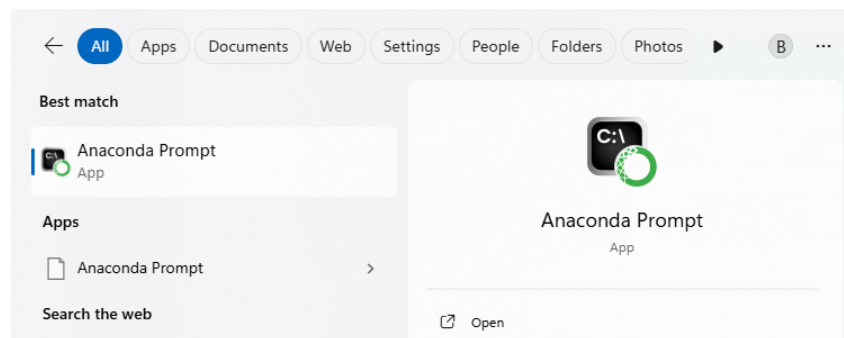 All Apps Documents Web Settings People Folders Photos B
Best match
Anaconda Prompt
App
Apps
Anaconda Prompt
Search the web
C:\
Anaconda Prompt
App
Open